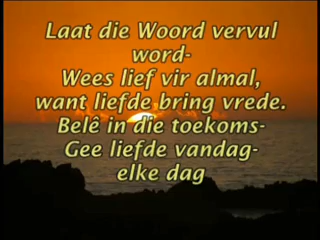 Laat die Woord vervul
word-
Wees lief vir almal,
want liefde bring vrede.
Belê in die toekoms-
Gee liefde vandag-
elke dag